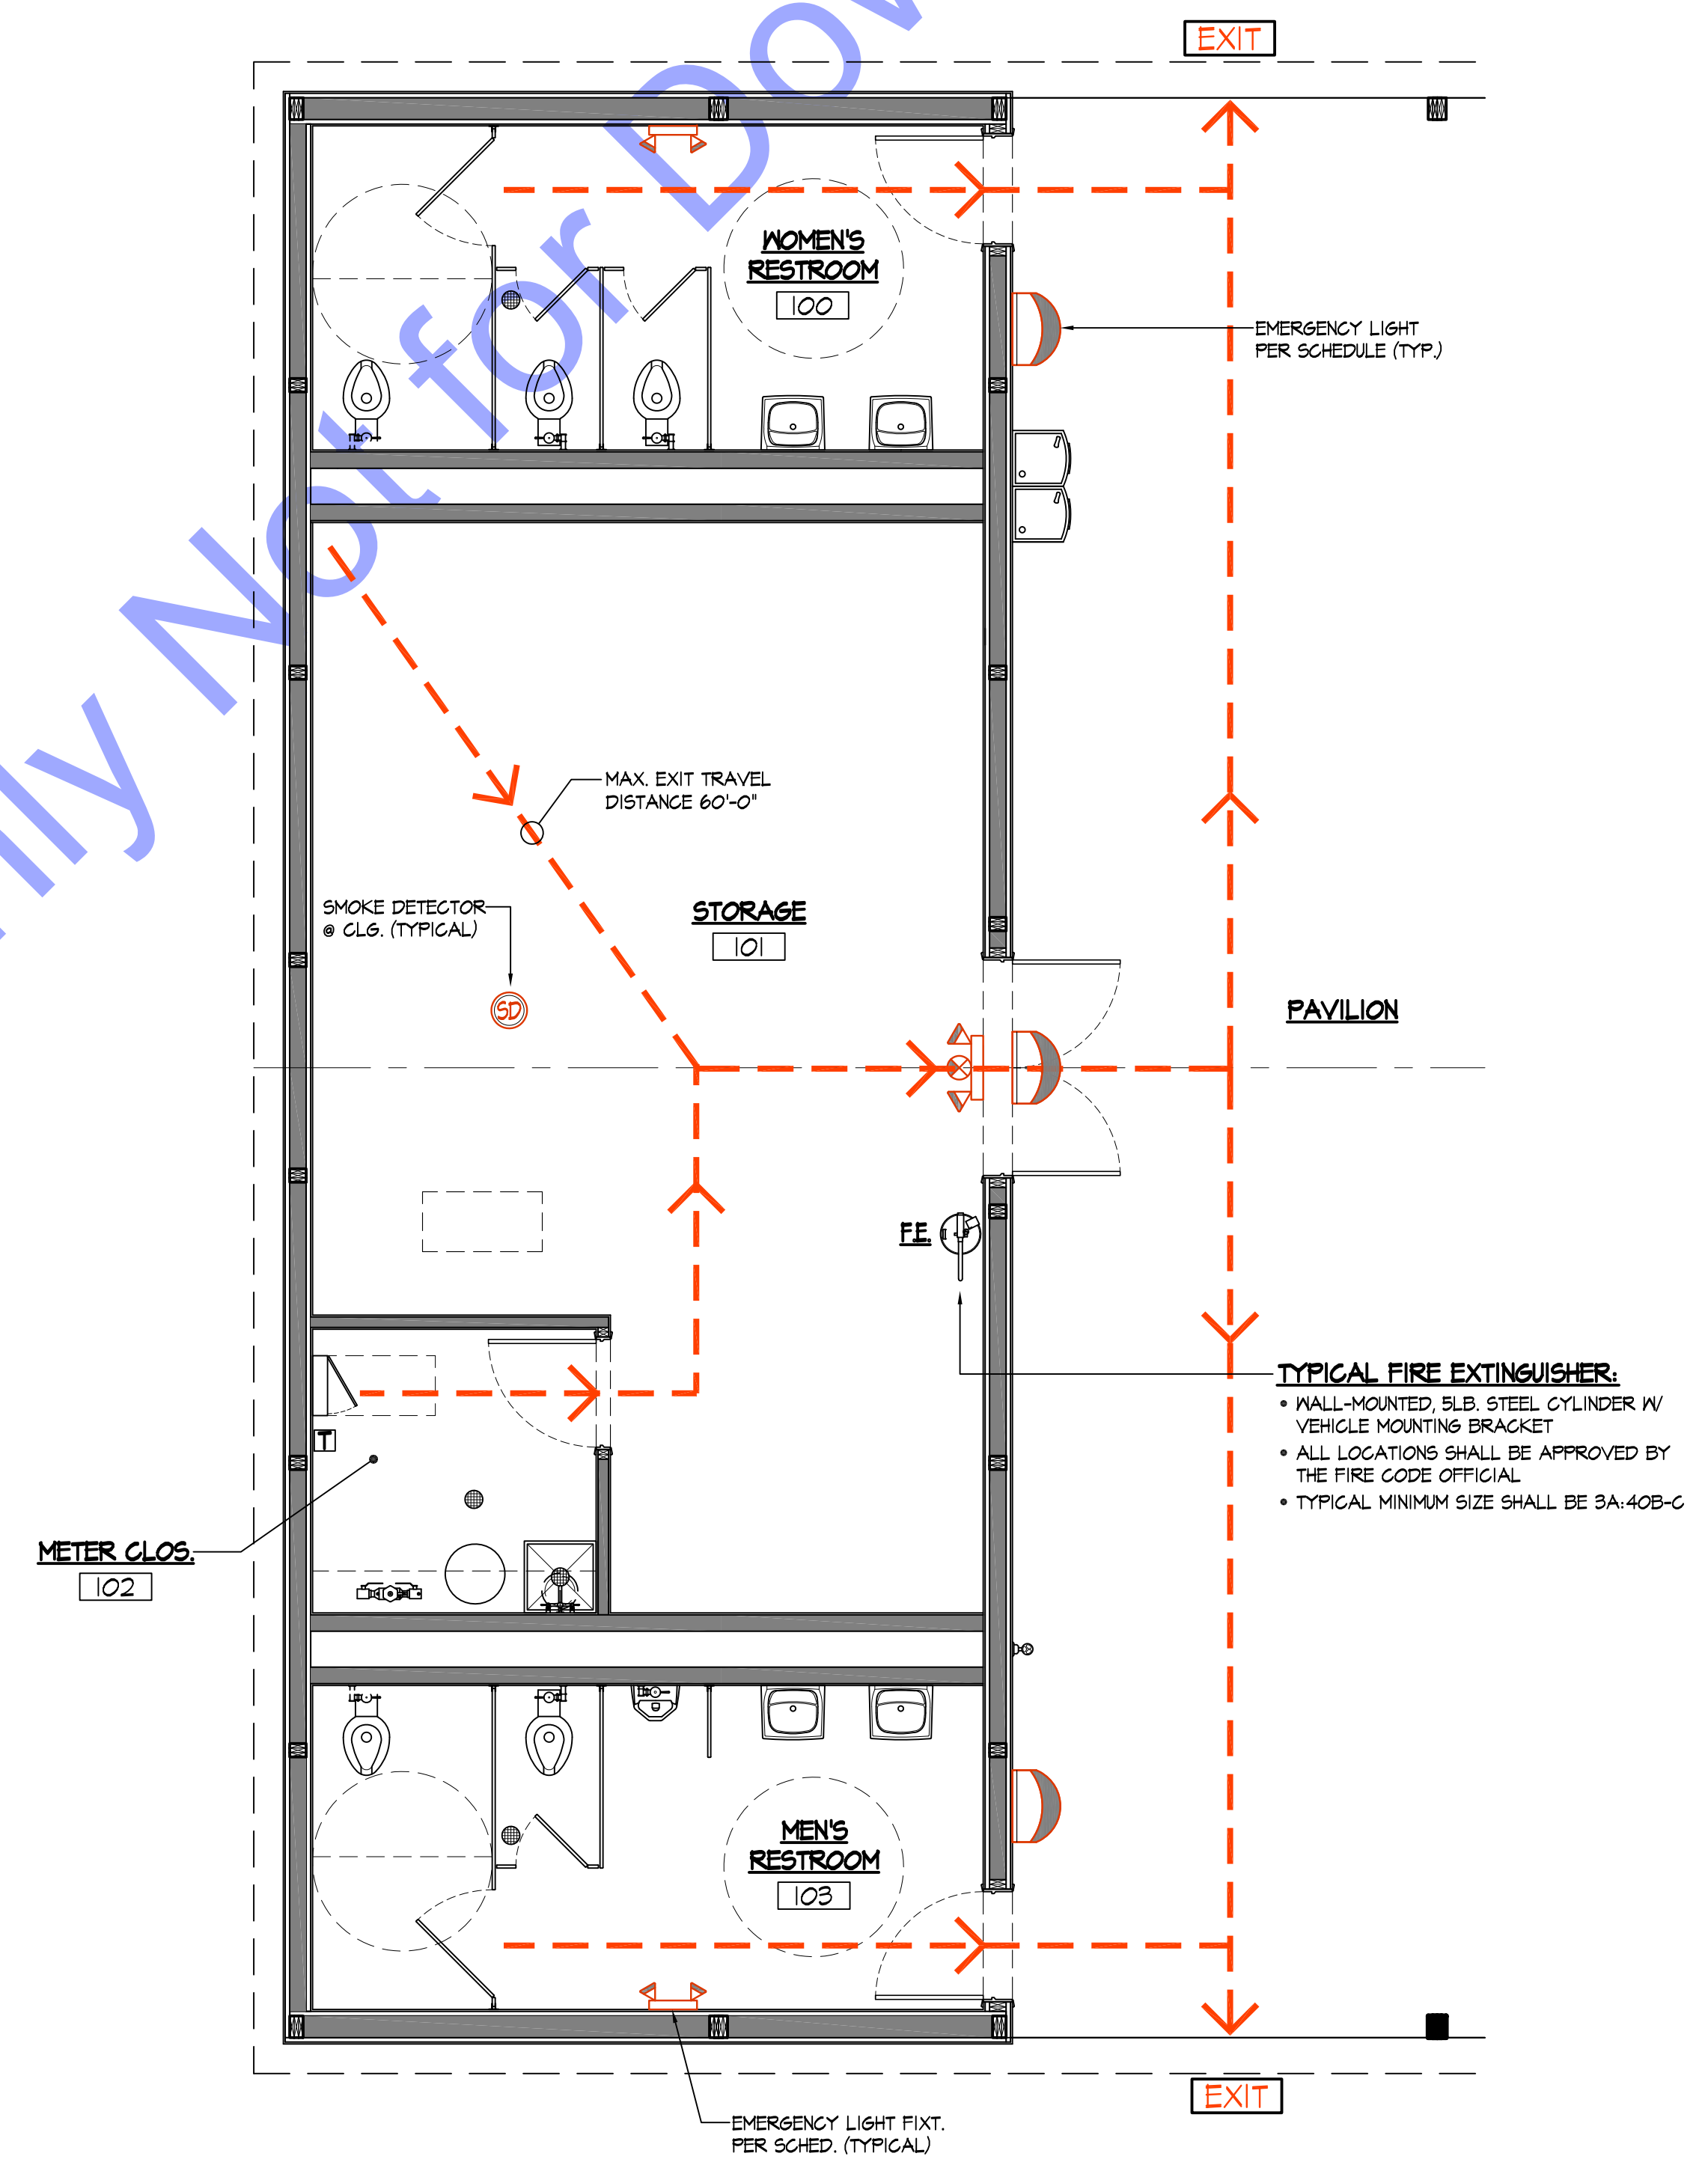 EXIT
WOMEN'S
RESTROOM
100
EMERGENCY LIGHT
PER SCHEDULE (TYP.)
MAX. EXIT TRAVEL
DISTANCE 60'-0"
SMOKE DETECTOR
@ CLG. (TYPICAL)
STORAGE
101
SD
PAVILION
F.E.
TYPICAL FIRE EXTINGUISHER:
• WALL-MOUNTED, 5LB. STEEL CYLINDER W/
VEHICLE MOUNTING BRACKET
• ALL LOCATIONS SHALL BE APPROVED BY
THE FIRE CODE OFFICIAL
• TYPICAL MINIMUM SIZE SHALL BE 3A:40B-C
T
METER CLOS.
102
MEN'S
RESTROOM
103
EXIT
EMERGENCY LIGHT FIXT.
PER SCHED. (TYPICAL)
Not for